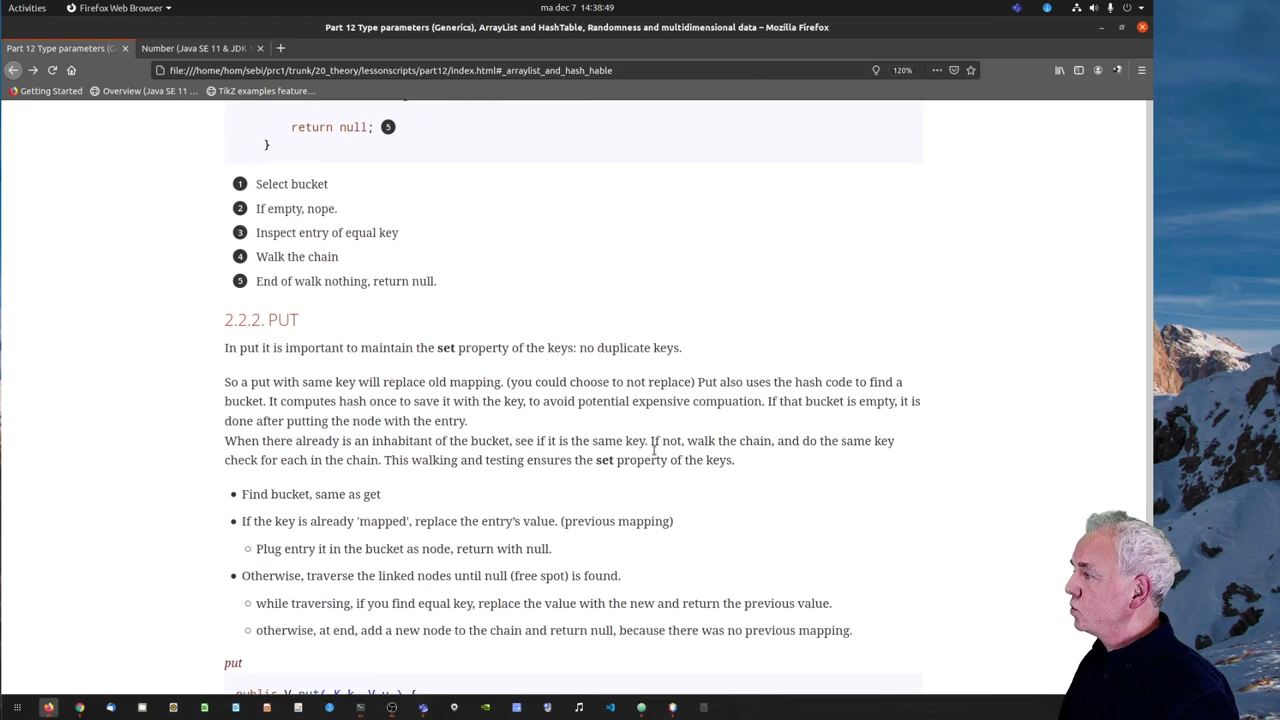 Activities
Firefox Web Browser
ma dec 7 14:38:49
Part 12 Type parameters (Generics), ArrayList and HashTable, Randomness and multidimensional data – Mozilla Firefox
Part 12 Type parameters (G
Number (Java SE 11 & JDK
file:///home/hom/sebi/prc1/trunk/20_theory/lessonscripts/part12/index.html#_arraylist_and_hash_hable
120%
Getting Started
Overview (Java SE 11 ...
TikZ examples feature...
return null; 5
}
1 Select bucket
2 If empty, nope.
3 Inspect entry of equal key
4 Walk the chain
5 End of walk nothing, return null.
2.2.2. PUT
In put it is important to maintain the set property of the keys: no duplicate keys.
So a put with same key will replace old mapping. (you could choose to not replace) Put also uses the hash code to find a
bucket. It computes hash once to save it with the key, to avoid potential expensive compuation. If that bucket is empty, it is
done after putting the node with the entry.
When there already is an inhabitant of the bucket, see if it is the same key. If not, walk the chain, and do the same key
check for each in the chain. This walking and testing ensures the set property of the keys.
• Find bucket, same as get
• If the key is already 'mapped', replace the entry’s value. (previous mapping)
◦ Plug entry it in the bucket as node, return with null.
• Otherwise, traverse the linked nodes until null (free spot) is found.
◦ while traversing, if you find equal key, replace the value with the new and return the previous value.
◦ otherwise, at end, add a new node to the chain and return null, because there was no previous mapping.
put
public V put( K k, V v ) {